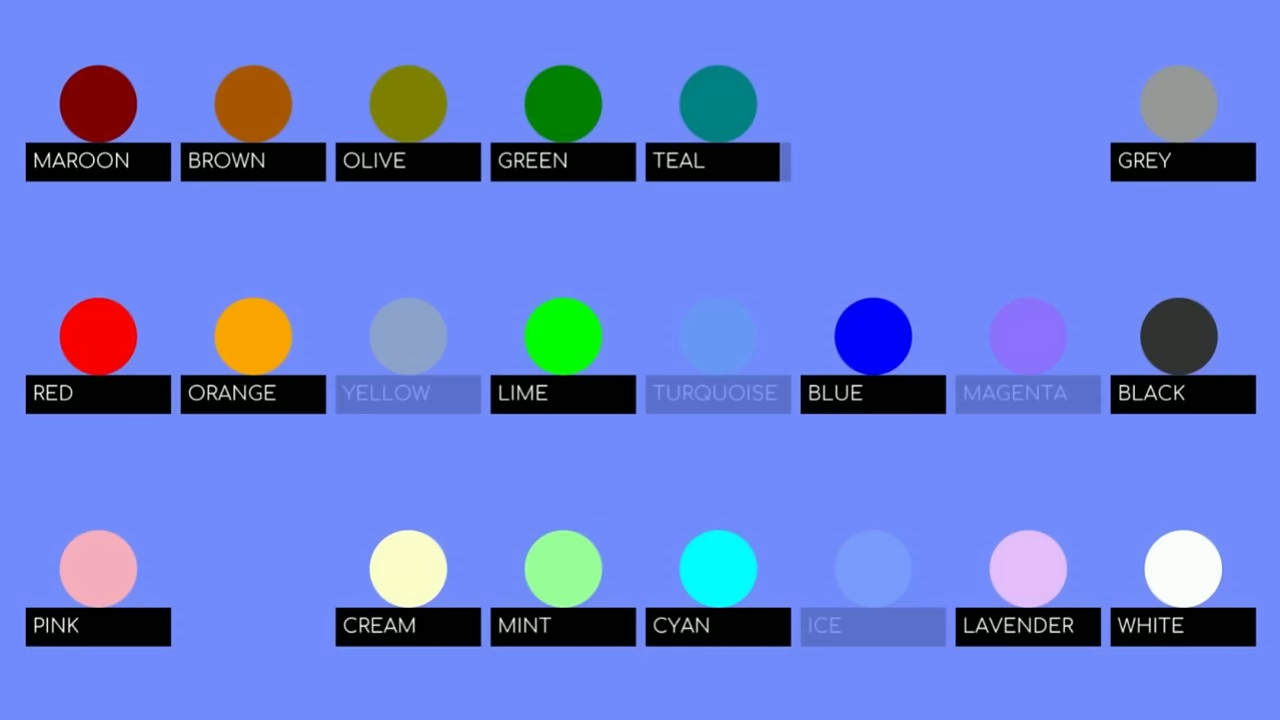 MAROON
BROWN
OLIVE
GREEN
TEAL
GREY
RED
ORANGE
YELLOW
LIME
TURQUOISE
BLUE
MAGENTA
BLACK
PINK
CREAM
MINT
CYAN
ICE
LAVENDER
WHITE